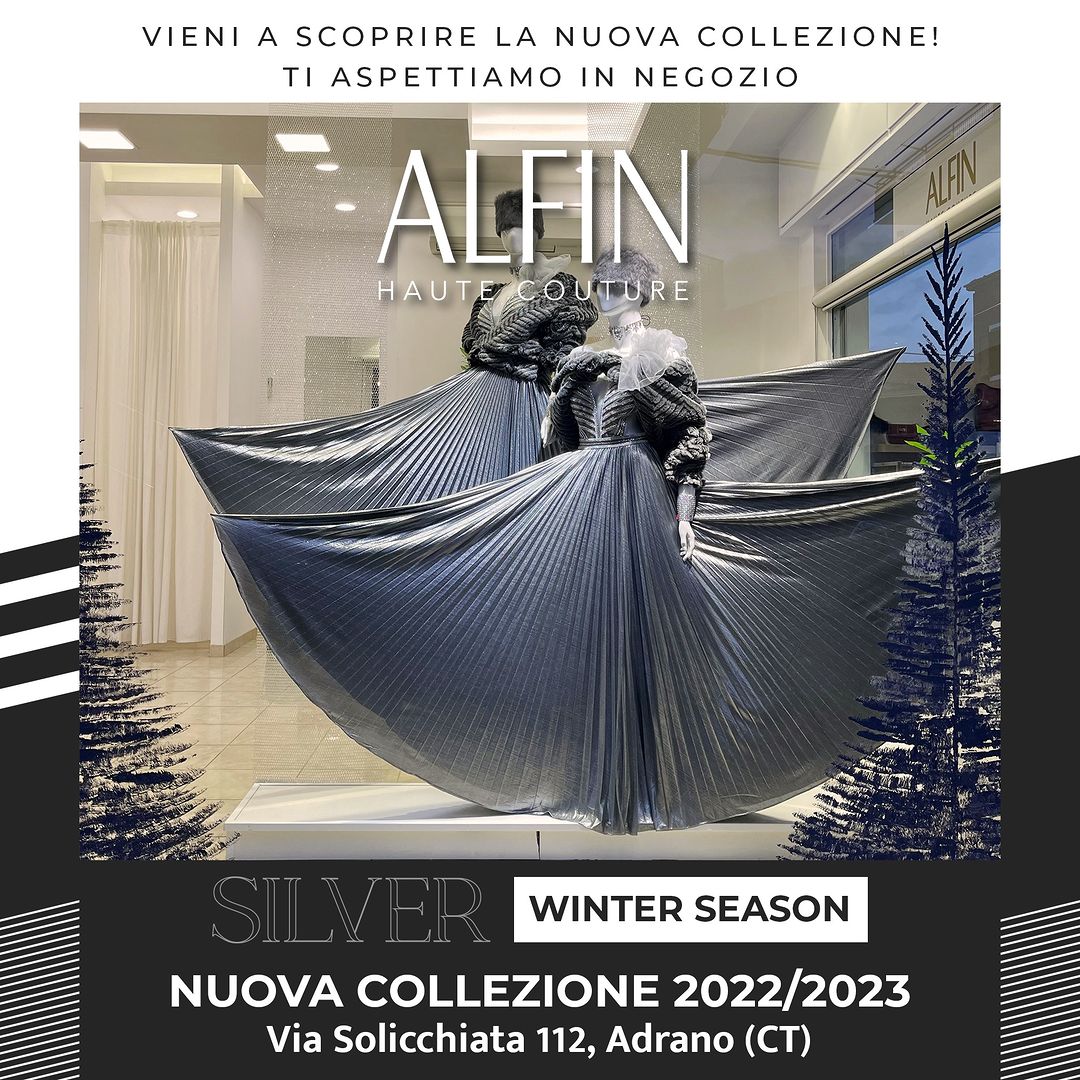 VIENI A SCOPRIRE LA NUOVA COLLEZIONE!
TI ASPETTIAMO IN NEGOZIO
ALFIN
HAUTE COUTURE
ALFIN
SILVER WINTER SEASON
NUOVA COLLEZIONE 2022/2023
Via Solicchiata 112, Adrano (CT)